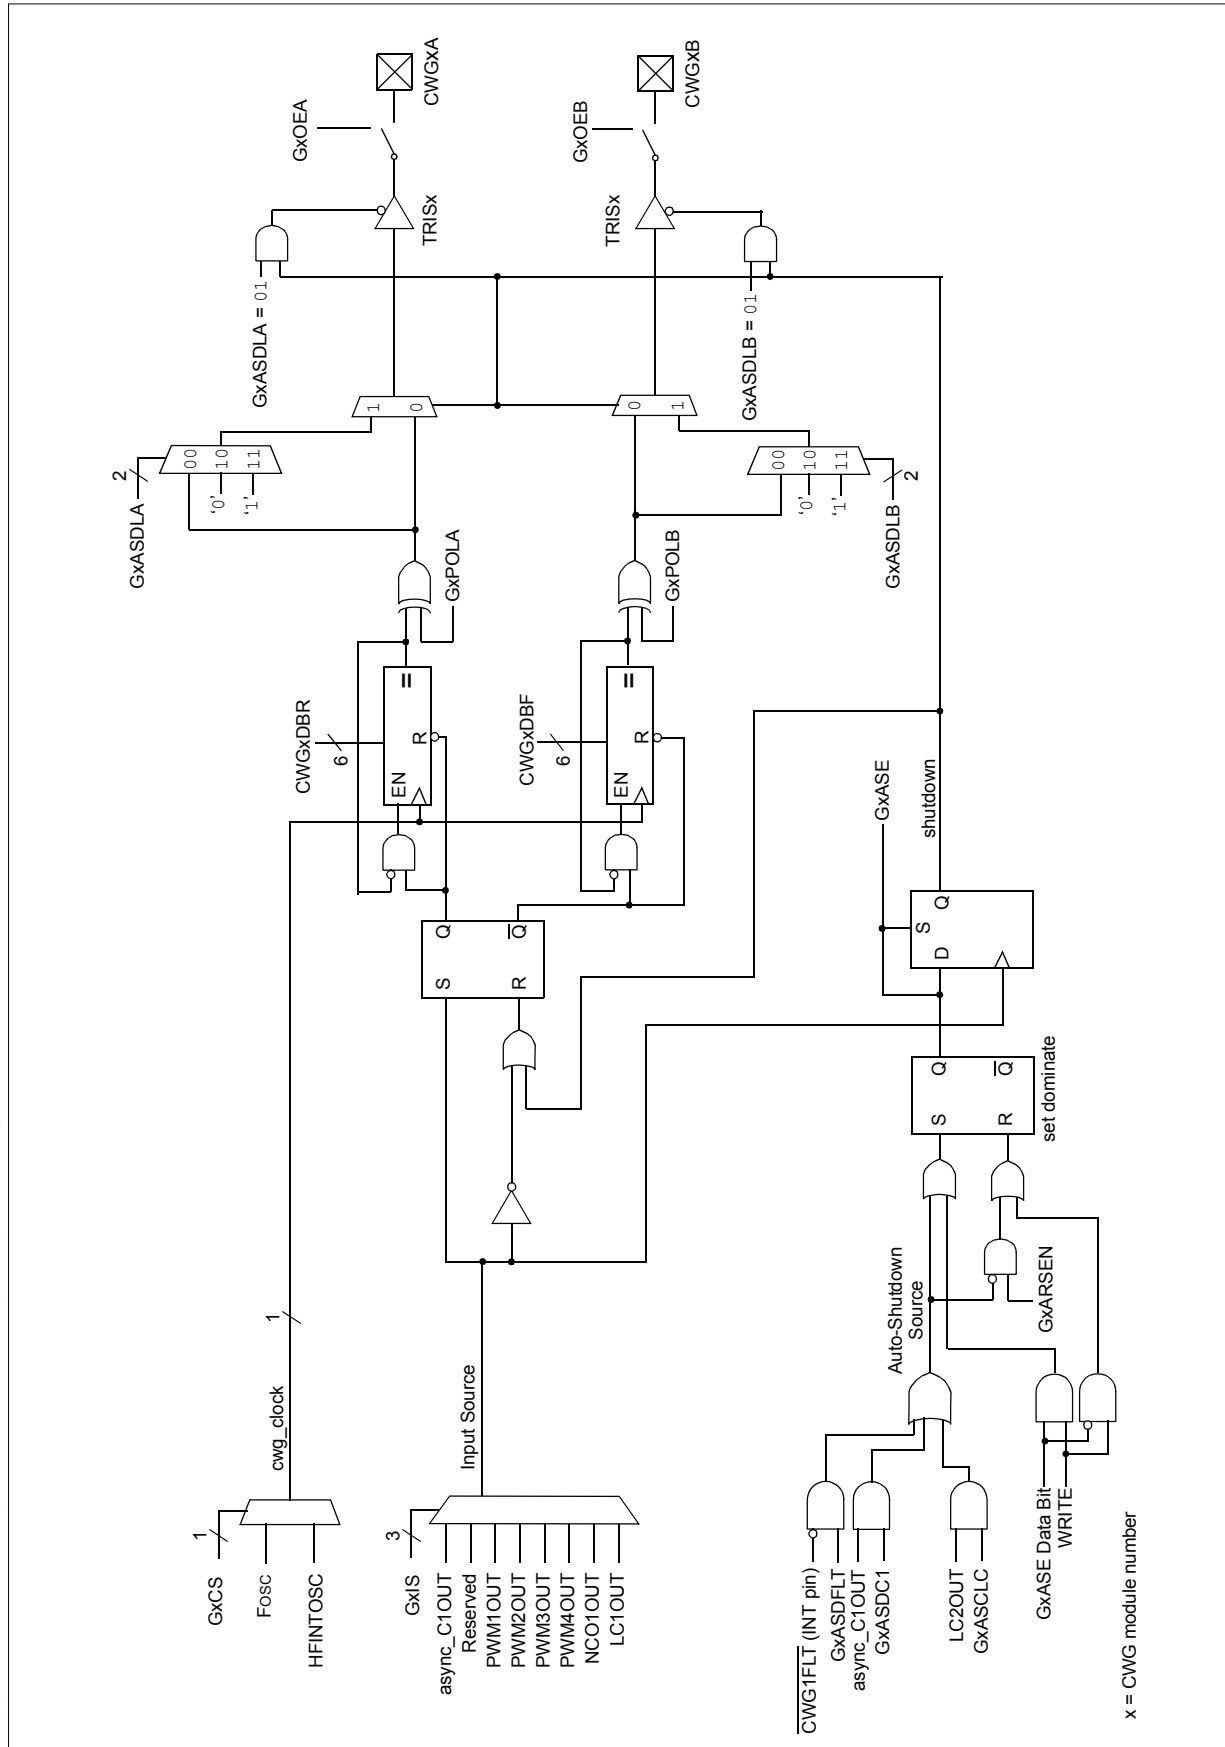 GxCS
1
FOSC
HFINTOSC
cwg_clock
1
GxIS
3
async_C1OUT
Reserved
PWM1OUT
PWM2OUT
PWM3OUT
PWM4OUT
NCO1OUT
LC1OUT
Input Source
S
Q
R
Q
CWGxDBR
6
EN
R
=
CWGxDBF
6
EN
R
=
GxPOLA
GxPOLB
GxASDLA
2
00
10
11
‘0’
‘1’
1
0
GxASDLA = 01
TRISx
GxOEA
CWGxA
0
1
00
10
11
‘0’
‘1’
GxASDLB
2
GxASDLB = 01
TRISx
GxOEB
CWGxB
CWG1FLT (INT pin)
GxASDFLT
async_C1OUT
GxASDC1
LC2OUT
GxASCLC
Auto-Shutdown
Source
GxASE Data Bit
WRITE
GxARSEN
S
Q
R
Q
set dominate
GxASE
D
S
Q
shutdown
x = CWG module number